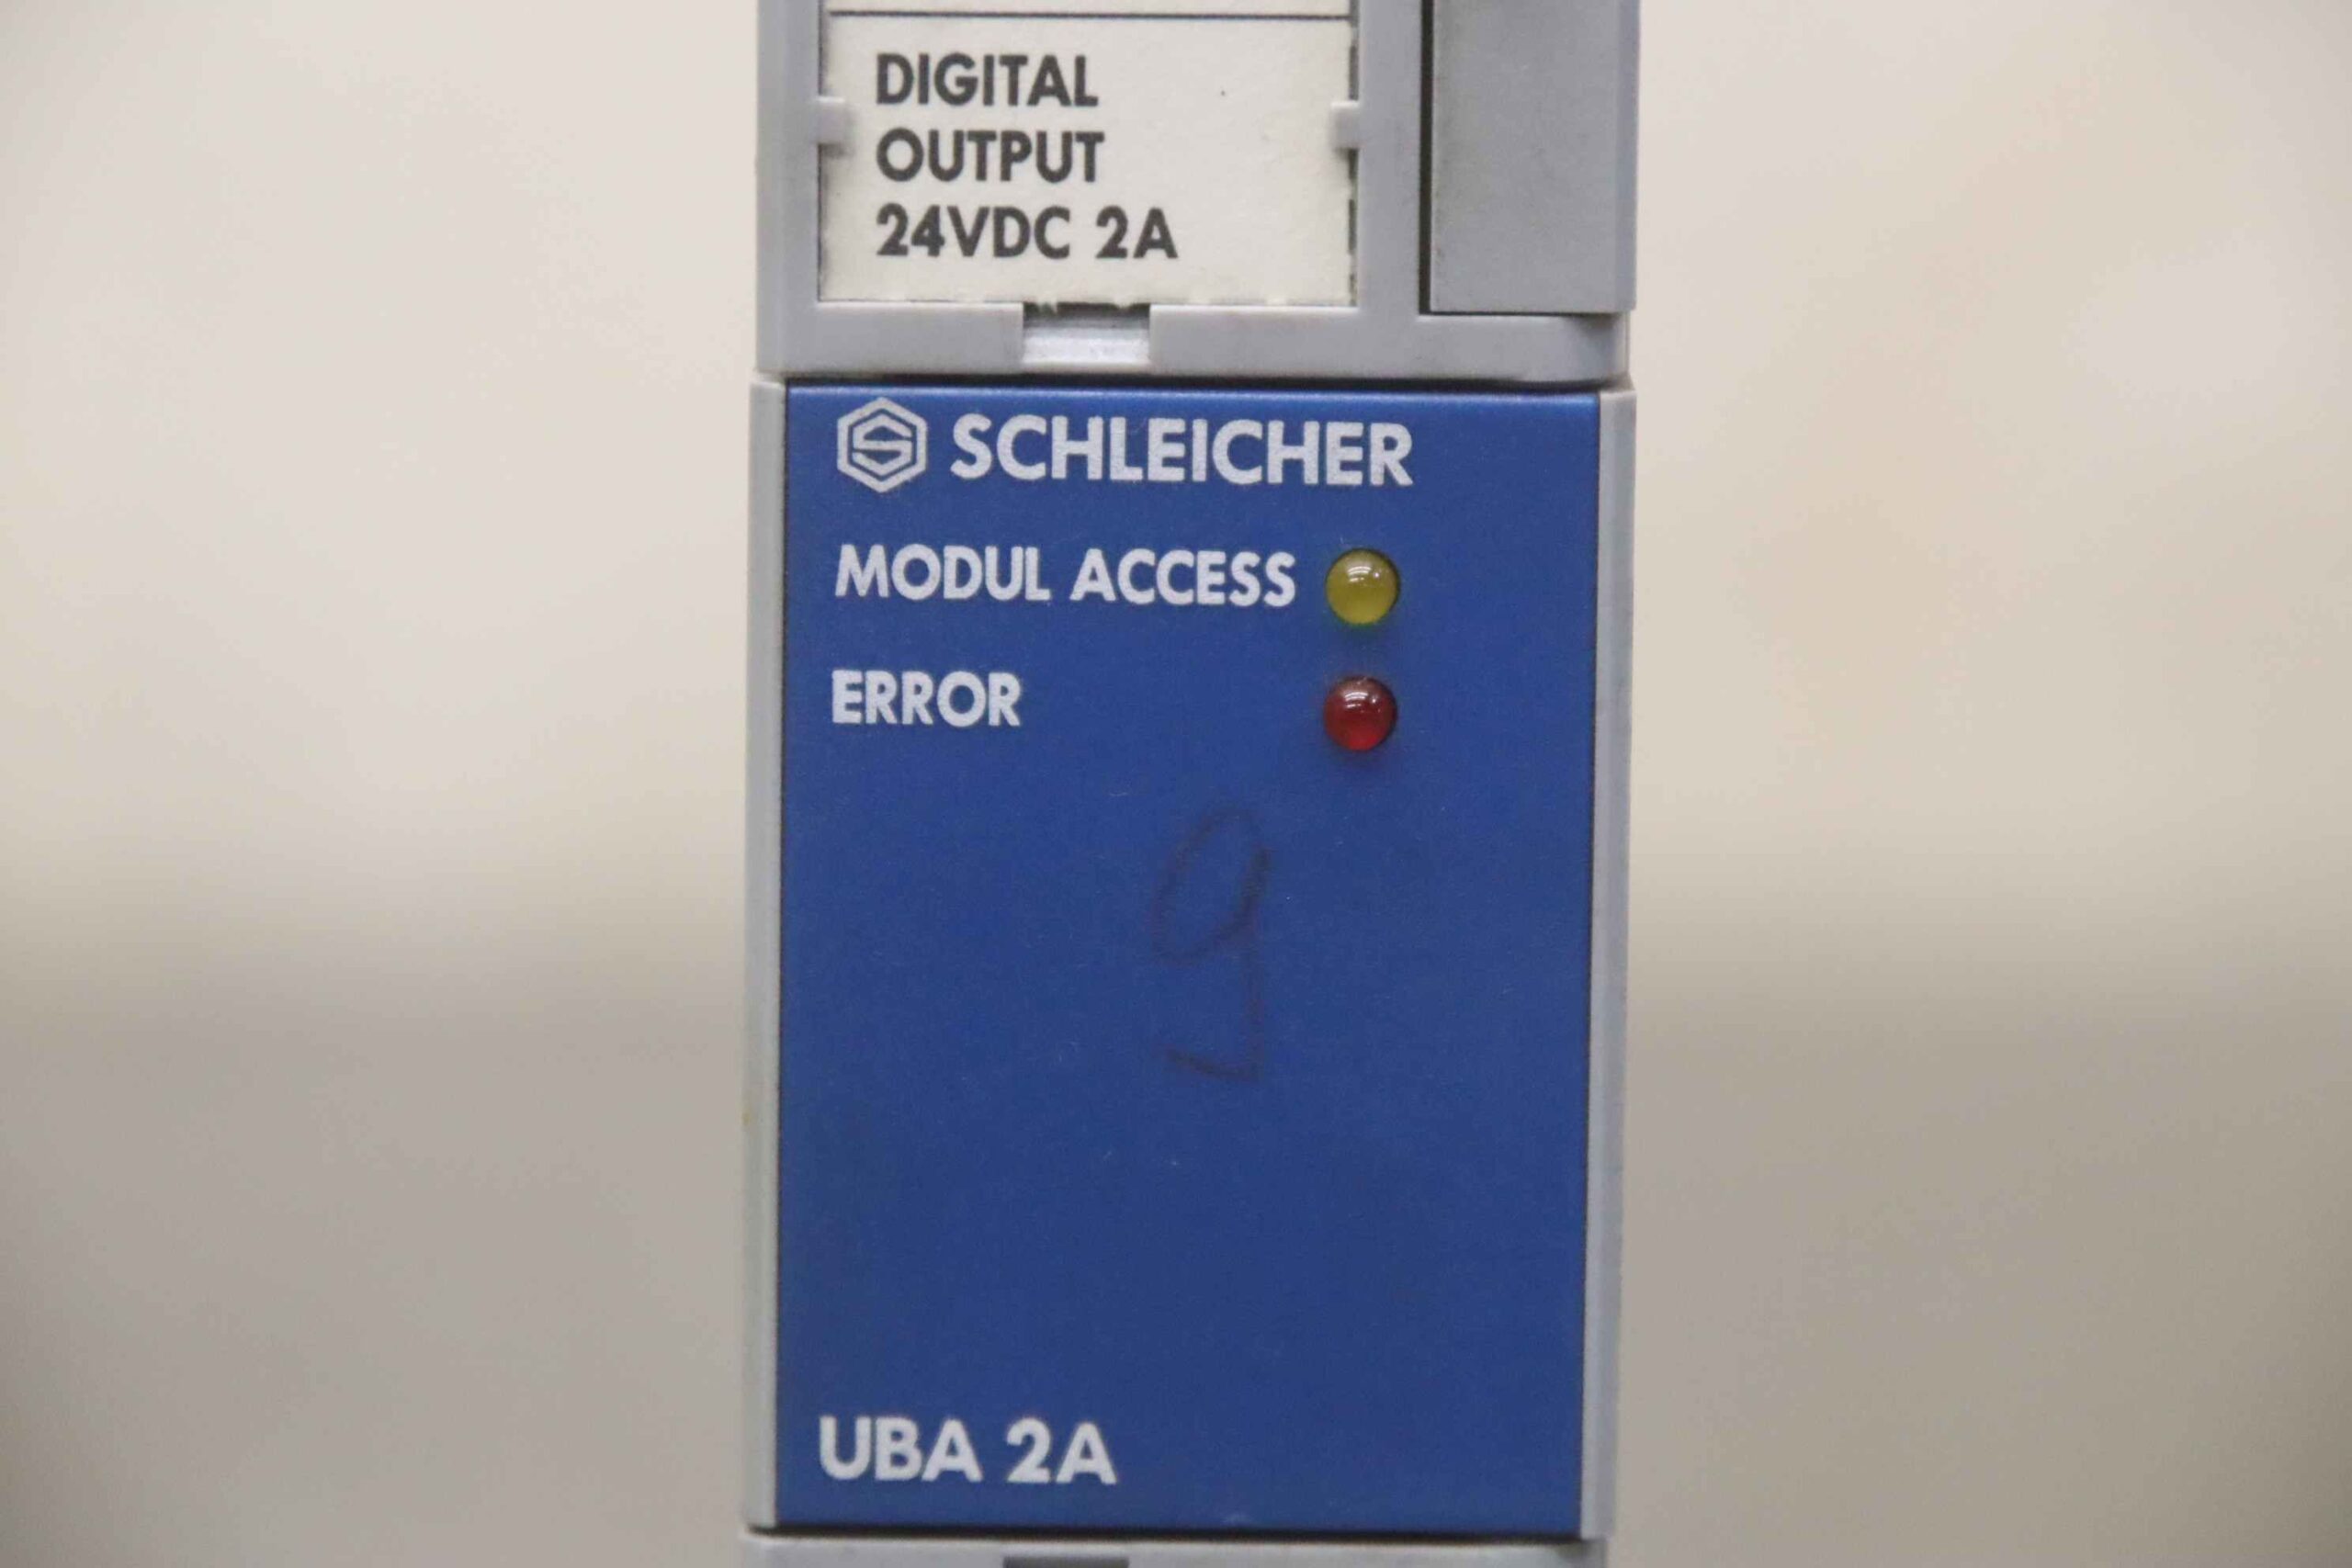 DIGITAL
OUTPUT
24VDC 2A
SCHLEICHER
MODUL ACCESS
ERROR
9
UBA 2A